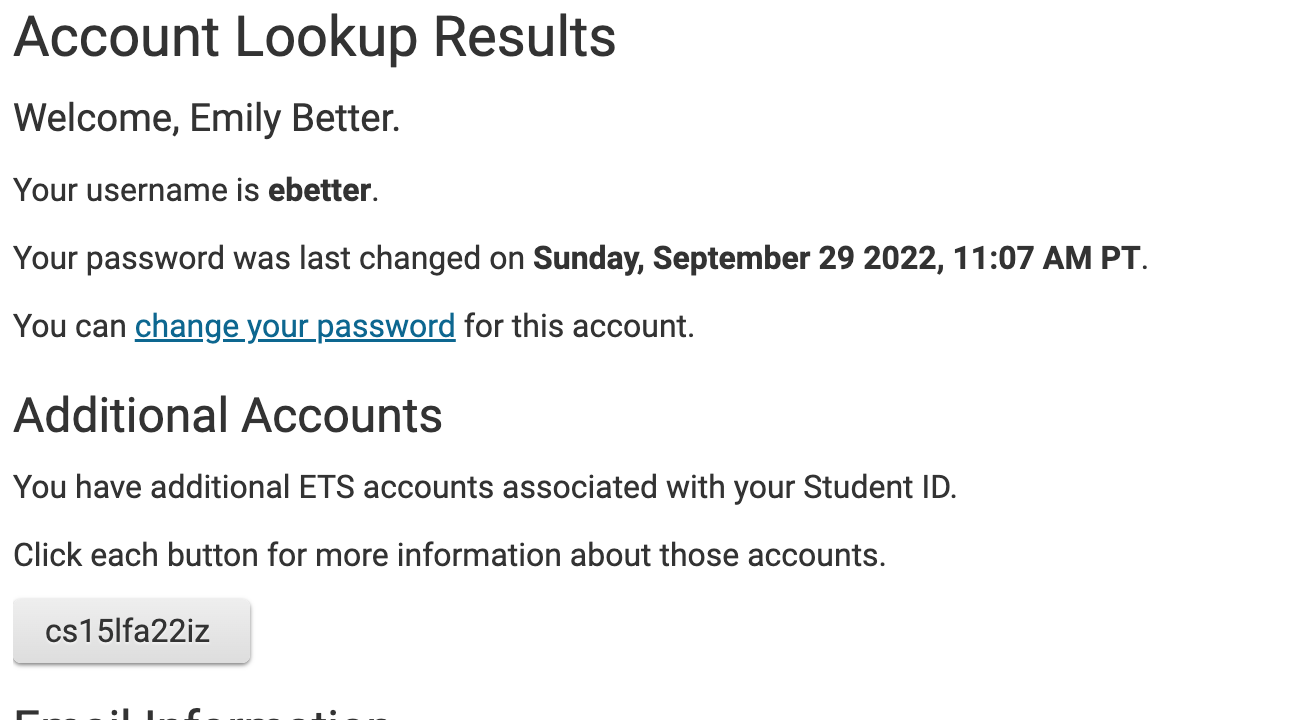 Account Lookup Results
Welcome, Emily Better.
Your username is ebetter.
Your password was last changed on Sunday, September 29 2022, 11:07 AM PT.
You can change your password for this account.
Additional Accounts
You have additional ETS accounts associated with your Student ID.
Click each button for more information about those accounts.
cs15lfa22iz
Email Information